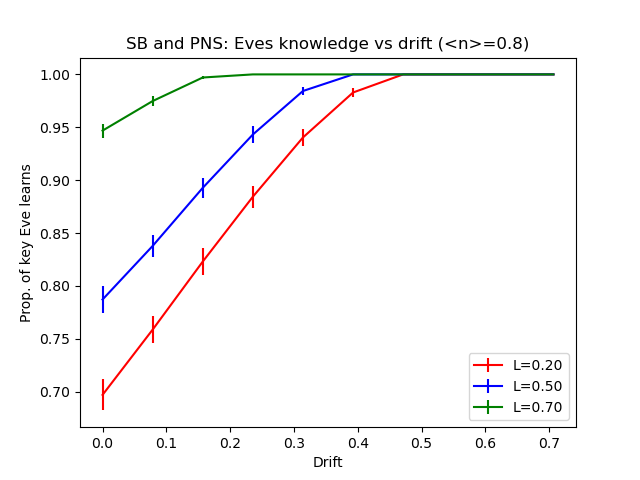 SB and PNS: Eves knowledge vs drift (<n>=0.8)
1.00
0.95
0.90
0.85
0.80
0.75
0.70
Prop. of key Eve learns
L=0.20
L=0.50
L=0.70
0.0 0.1 0.2 0.3 0.4 0.5 0.6 0.7
Drift